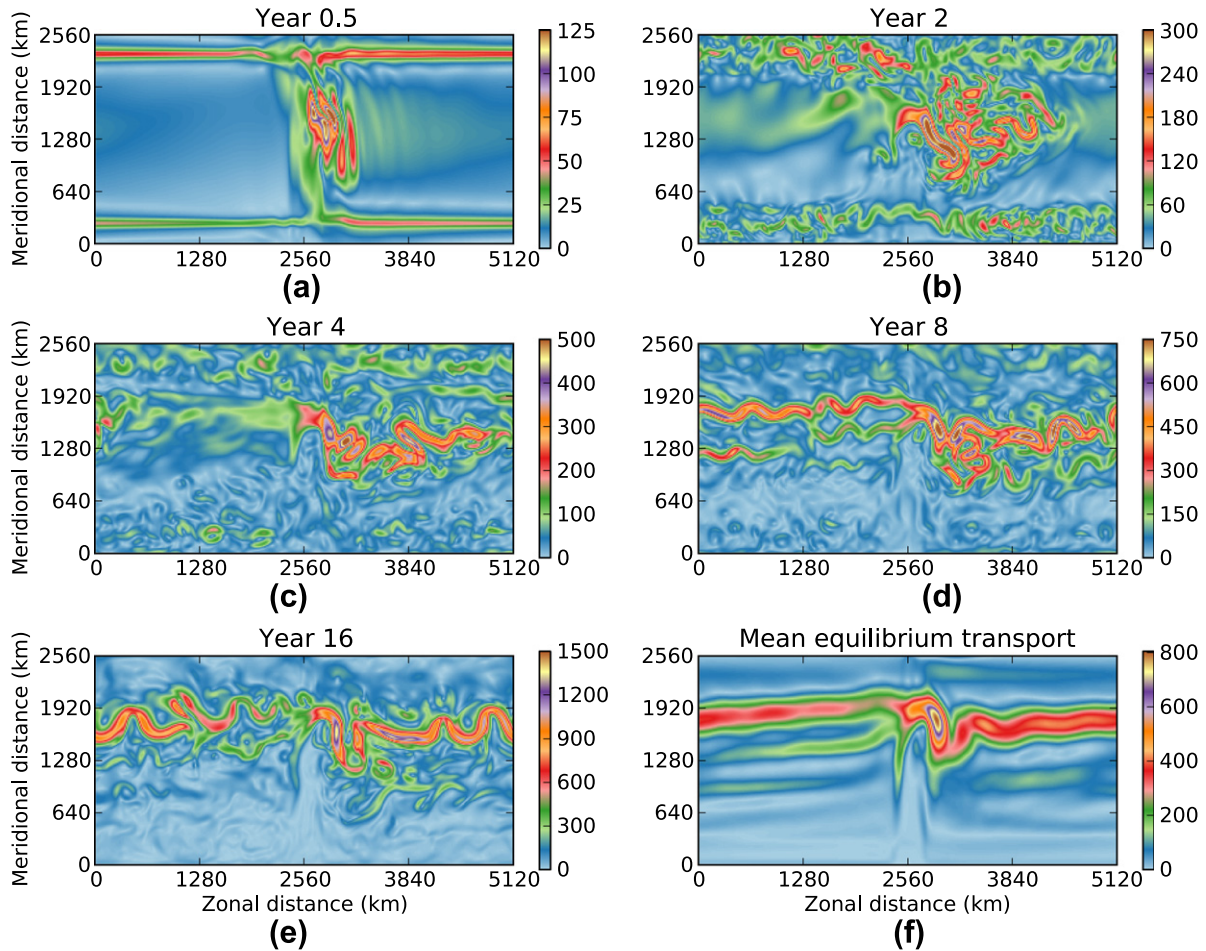 Year 0.5
Meridional distance (km)
2560
1920
1280
640
0
0 1280 2560 3840 5120
125
100
75
50
25
0
(a)
Year 2
2560
1920
1280
640
0
0 1280 2560 3840 5120
300
240
180
120
60
0
(b)
Year 4
Meridional distance (km)
2560
1920
1280
640
0
0 1280 2560 3840 5120
500
400
300
200
100
0
(c)
Year 8
2560
1920
1280
640
0
0 1280 2560 3840 5120
750
600
450
300
150
0
(d)
Year 16
Meridional distance (km)
2560
1920
1280
640
0
0 1280 2560 3840 5120
Zonal distance (km)
1500
1200
900
600
300
0
(e)
Mean equilibrium transport
2560
1920
1280
640
0
0 1280 2560 3840 5120
Zonal distance (km)
800
600
400
200
0
(f)